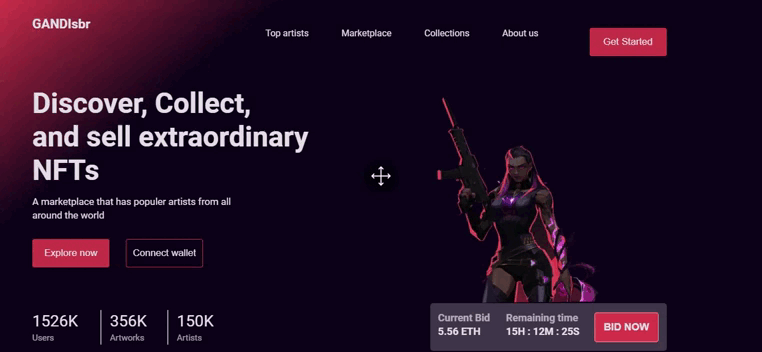 GANDIsbr
Top artists
Marketplace
Collections
About us
Get Started
Discover, Collect,
and sell extraordinary
NFTs
A marketplace that has populer artists from all
around the world
Explore now
Connect wallet
1526K
Users
356K
Artworks
150K
Artists
Current Bid
5.56 ETH
Remaining time
15H : 12M : 25S
BID NOW